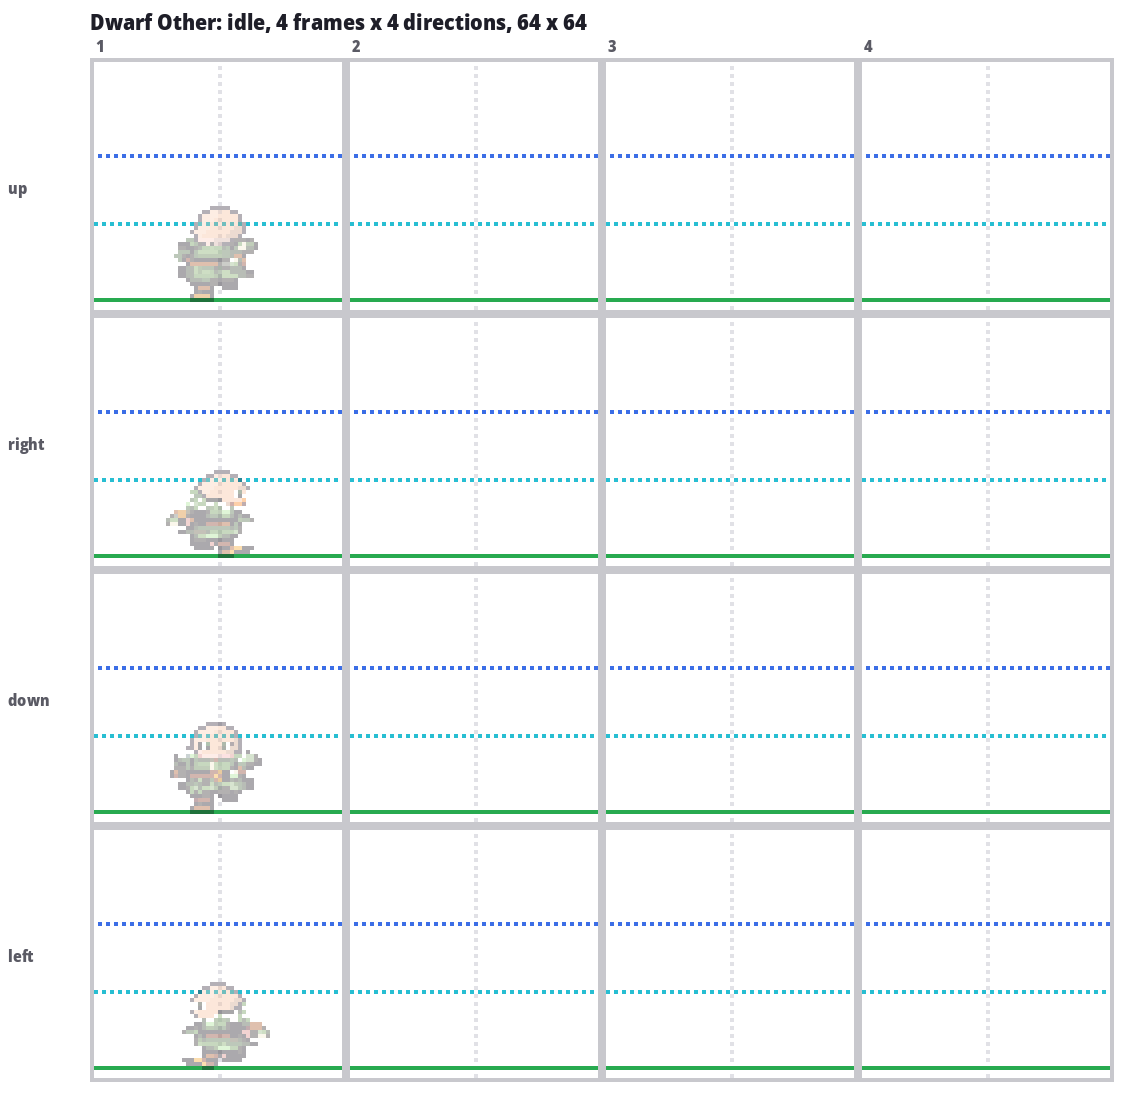 Dwarf Other: idle, 4 frames x 4 directions, 64 x 64
1 2 3 4
up
right
down
left